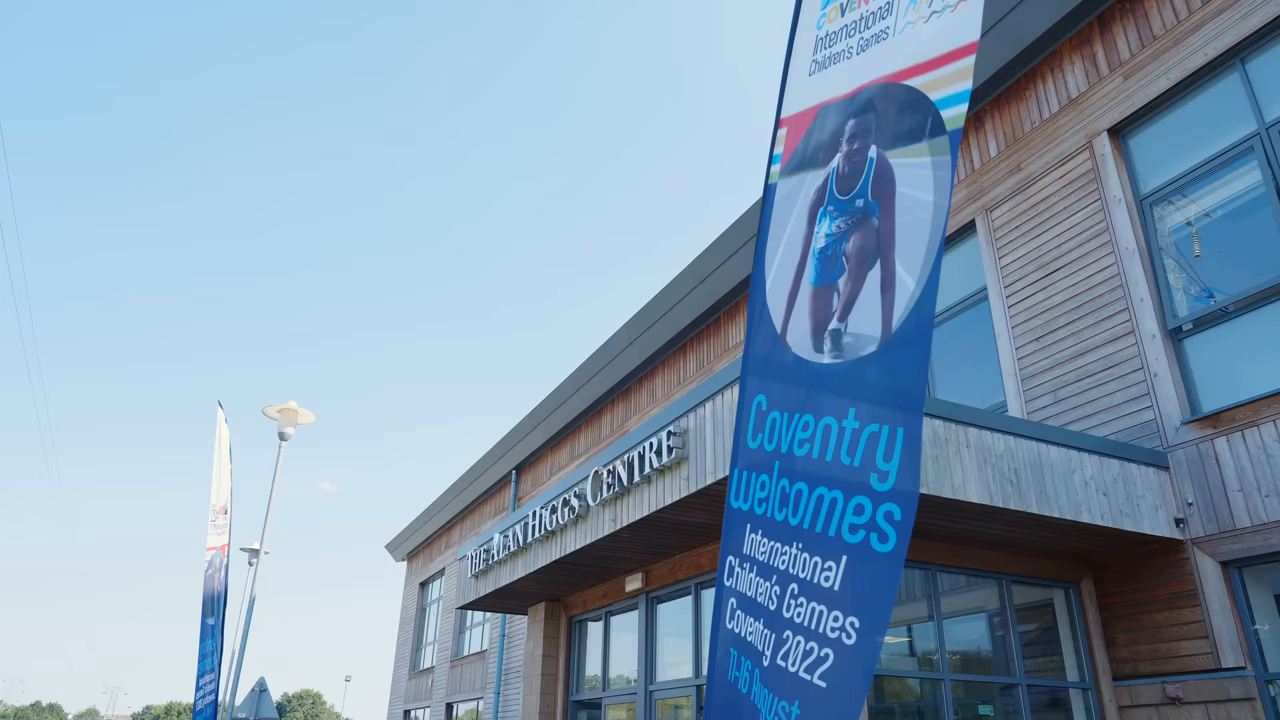 International
Children's Games
THE ALAN HIGGS CENTRE
Coventry
welcomes
International
Children's Games
Coventry 2022
11-16 August